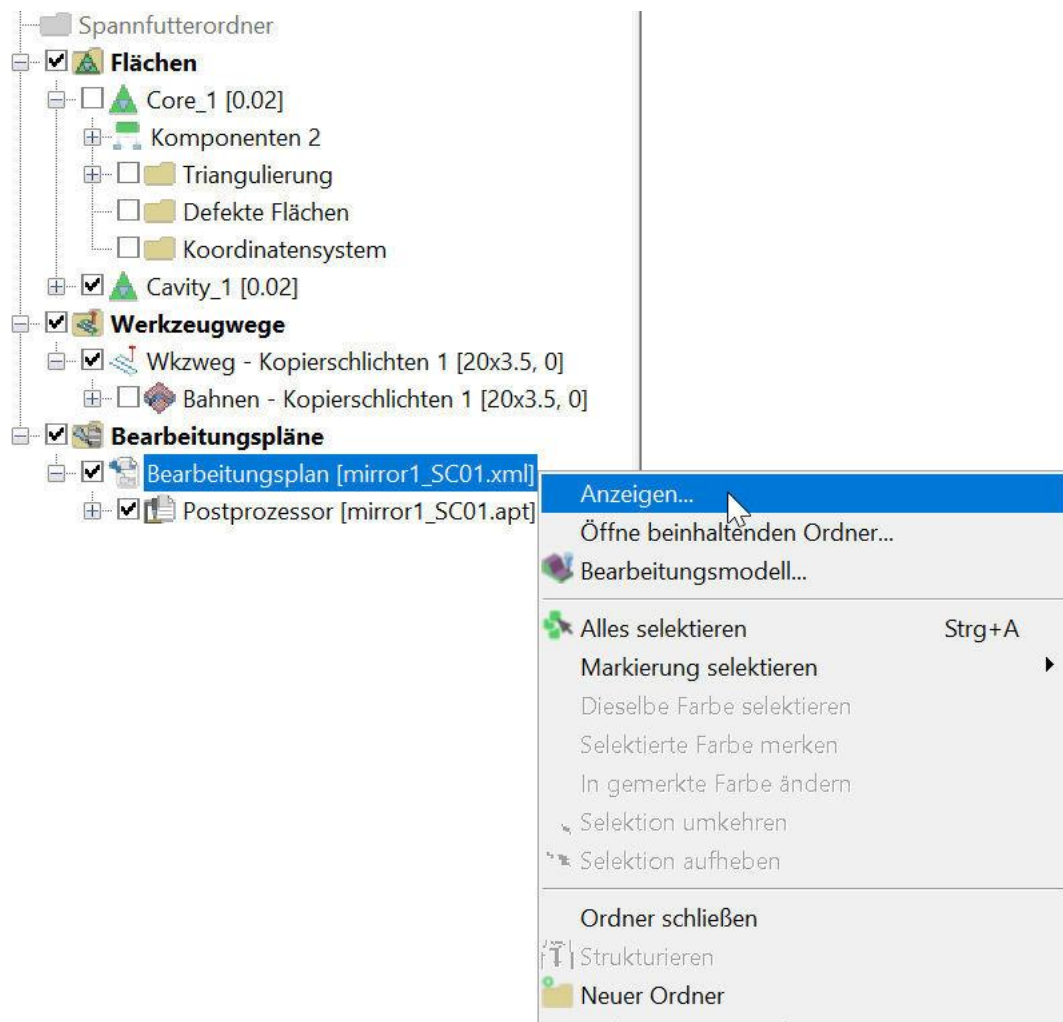 Spannfutterordner
Flächen
Core_1 [0.02]
Komponenten 2
Triangulierung
Defekte Flächen
Koordinatensystem
Cavity_1 [0.02]
Werkzeugwege
Wkzweg - Kopierschlichten 1 [20x3.5, 0]
Bahnen - Kopierschlichten 1 [20x3.5, 0]
Bearbeitungspläne
Bearbeitungsplan [mirror1_SC01.xml]
Postprozessor [mirror1_SC01.apt]
Anzeigen...
Öffne beinhaltenden Ordner...
Bearbeitungsmodell...
Alles selektieren Strg+A
Markierung selektieren
Dieselbe Farbe selektieren
Selektierte Farbe merken
In gemerkte Farbe ändern
Selektion umkehren
Selektion aufheben
Ordner schließen
Strukturieren
Neuer Ordner